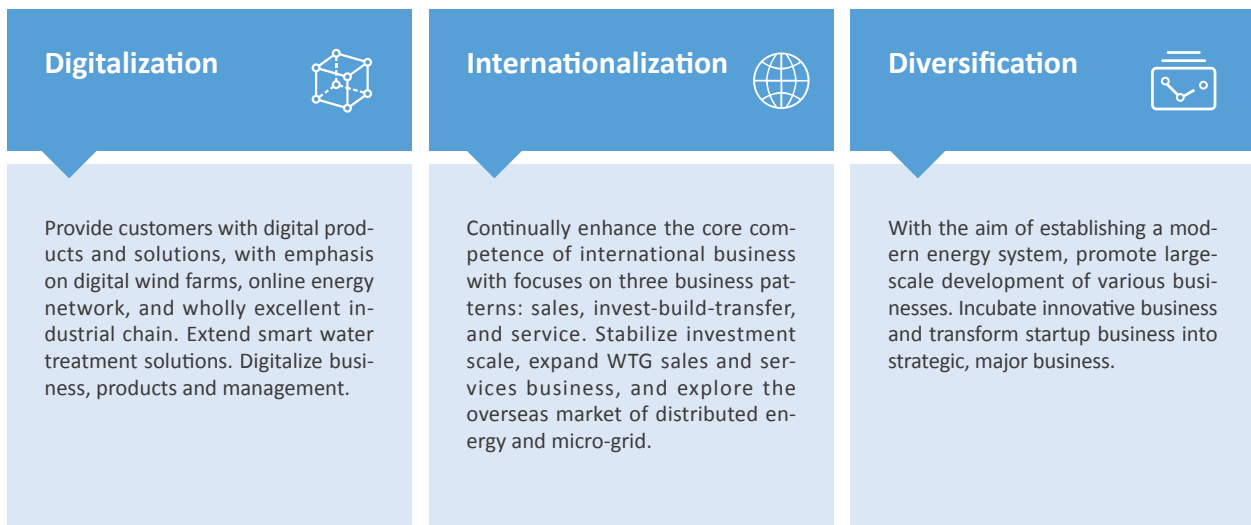 Digitalization
Provide customers with digital prod-
ucts and solutions, with emphasis
on digital wind farms, online energy
network, and wholly excellent in-
dustrial chain. Extend smart water
treatment solutions. Digitalize busi-
ness, products and management.
Internationalization
Continually enhance the core com-
petence of international business
with focuses on three business pat-
terns: sales, invest-build-transfer,
and service. Stabilize investment
scale, expand WTG sales and ser-
vices business, and explore the
overseas market of distributed en-
ergy and micro-grid.
Diversification
With the aim of establishing a mod-
ern energy system, promote large-
scale development of various busi-
nesses. Incubate innovative business
and transform startup business into
strategic, major business.